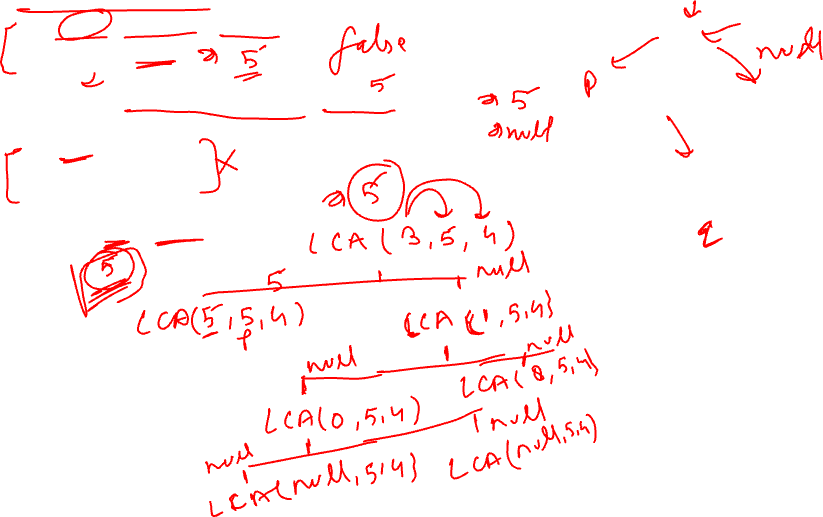 false
→ 5
5
null
p
→ 5
→ null
[
[ ] x
→ 5
LCA(3,5,4)
q
5
5
null
LCA(5,5,4)
p
LCA(1,5,4)
null
null
LCA(8,5,4)
LCA(0,5,4)
null
null
LCA(null,5,4)
LCA(null,5,4)